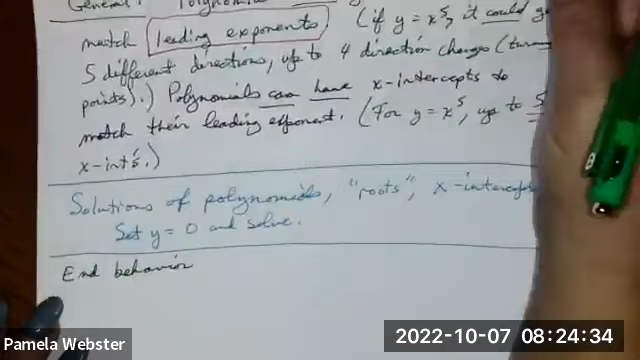 General: Polynomia
match leading exponents (if y = x⁵, it could g
5 different directions, up to 4 direction changes (turning
points).) Polynomials can have x-intercepts to
match their leading exponent. (For y = x⁵, up to 5
x-int's.)
Solutions of polynomials, "roots", x-intercepts
Set y = 0 and solve.
End behavior
Pamela Webster
2022-10-07 08:24:34